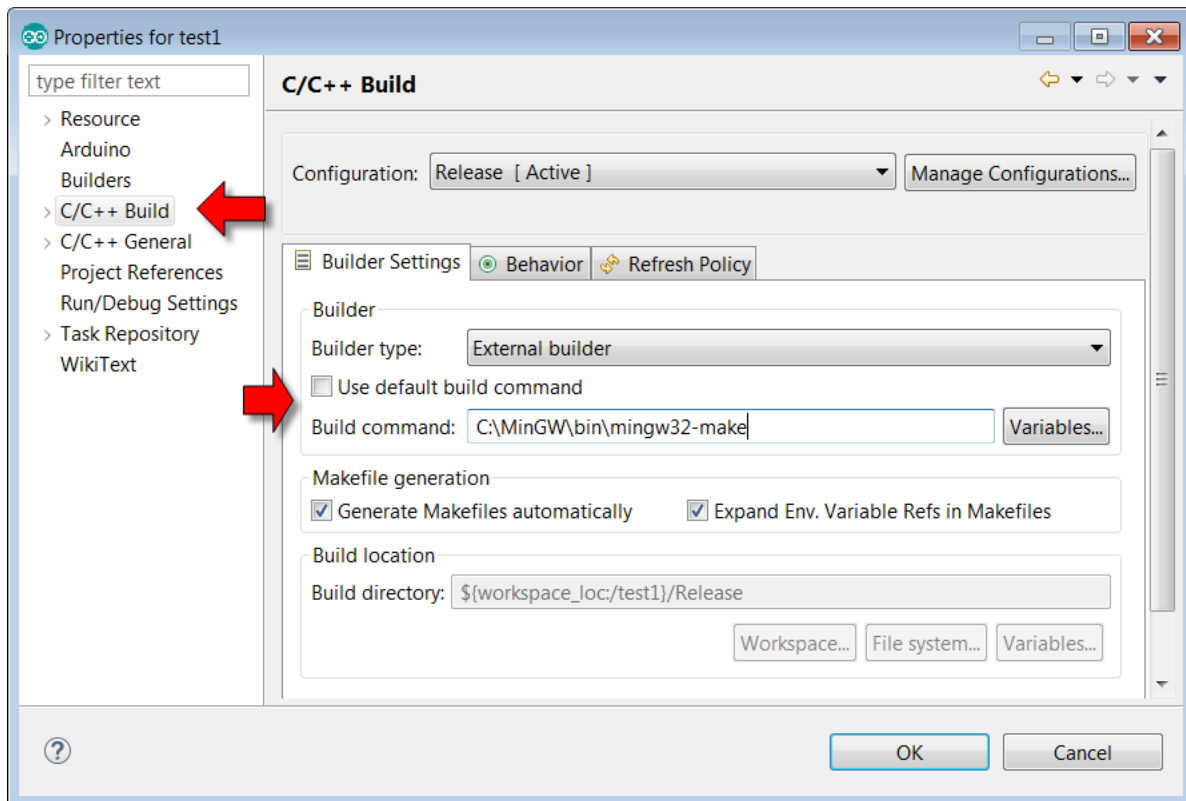 Properties for test1
type filter text
Resource
Arduino
Builders
C/C++ Build
C/C++ General
Project References
Run/Debug Settings
Task Repository
WikiText
C/C++ Build
Configuration: Release [ Active ] Manage Configurations...
Builder Settings Behavior Refresh Policy
Builder
Builder type: External builder
Use default build command
Build command: C:\MinGW\bin\mingw32-make Variables...
Makefile generation
Generate Makefiles automatically Expand Env. Variable Refs in Makefiles
Build location
Build directory: ${workspace_loc:/test1}/Release
Workspace... File system... Variables...
OK Cancel